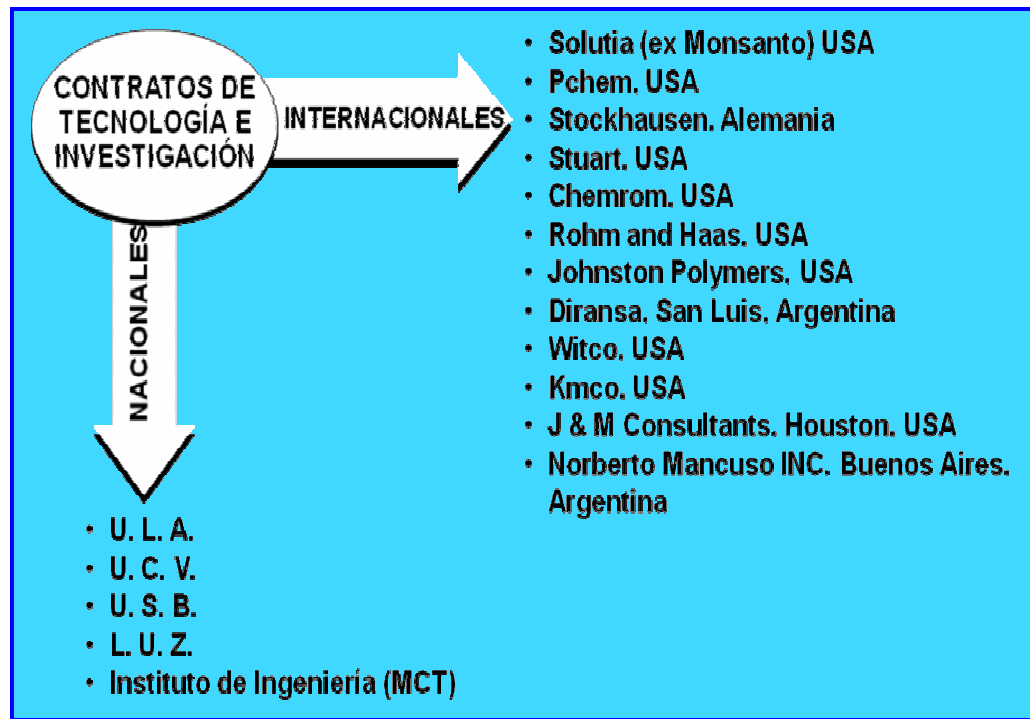 CONTRATOS DE
TECNOLOGÍA E
INVESTIGACIÓN
INTERNACIONALES
• Solutia (ex Monsanto) USA
• Pchem. USA
• Stockhausen. Alemania
• Stuart. USA
• Chemrom. USA
• Rohm and Haas. USA
• Johnston Polymers. USA
• Diransa. San Luis. Argentina
• Witco. USA
• Kmco. USA
• J & M Consultants. Houston. USA
• Norberto Mancuso INC. Buenos Aires.
Argentina
NACIONALES
• U. L. A.
• U. C. V.
• U. S. B.
• L. U. Z.
• Instituto de Ingeniería (MCT)